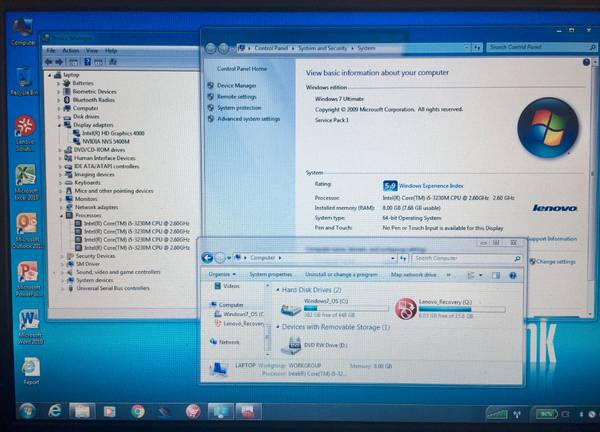 Computer
Recycle Bin
Lenovo
Microsoft Excel 2010
Microsoft Outlook 2010
Microsoft
Microsoft Word 2010
Report
Device Manager
File Action View Help
laptop
Batteries
Biometric Devices
Bluetooth Radios
Computer
Disk drives
Display adapters
Intel(R) HD Graphics 4000
NVIDIA NVS 5400M
DVD/CD-ROM drives
Human Interface Devices
IDE ATA/ATAPI controllers
Imaging devices
Keyboards
Mice and other pointing devices
Monitors
Network adapters
Processors
Intel(R) Core(TM) i5-3230M CPU @ 2.60GHz
Intel(R) Core(TM) i5-3230M CPU @ 2.60GHz
Intel(R) Core(TM) i5-3230M CPU @ 2.60GHz
Intel(R) Core(TM) i5-3230M CPU @ 2.60GHz
Security Devices
SM Driver
Sound, video and game controllers
System devices
Universal Serial Bus controllers
Control Panel System and Security System
Search Control Panel
Control Panel Home
Device Manager
Remote settings
System protection
Advanced system settings
View basic information about your computer
Windows edition
Windows 7 Ultimate
Copyright © 2009 Microsoft Corporation. All rights reserved.
Service Pack 1
System
Rating: 5.9 Windows Experience Index
Processor: Intel(R) Core(TM) i5-3230M CPU @ 2.60GHz 2.60 GHz
Installed memory (RAM): 8.00 GB (7.68 GB usable)
System type: 64-bit Operating System
Pen and Touch: No Pen or Touch Input is available for this Display
lenovo
Support Information
Change settings
Computer
Search Computer
Organize System properties Uninstall or change a program Map network drive »
Videos
Computer
Windows7_OS (C
Lenovo_Recovery
Network
Hard Disk Drives (2)
Windows7_OS (C:)
382 GB free of 448 GB
Lenovo_Recovery (Q:)
Devices with Removable Storage (1)
DVD RW Drive (D:)
LAPTOP Workgroup: WORKGROUP Memory: 8.00 GB
Processor: Intel(R) Core(TM) i5-32...
nk